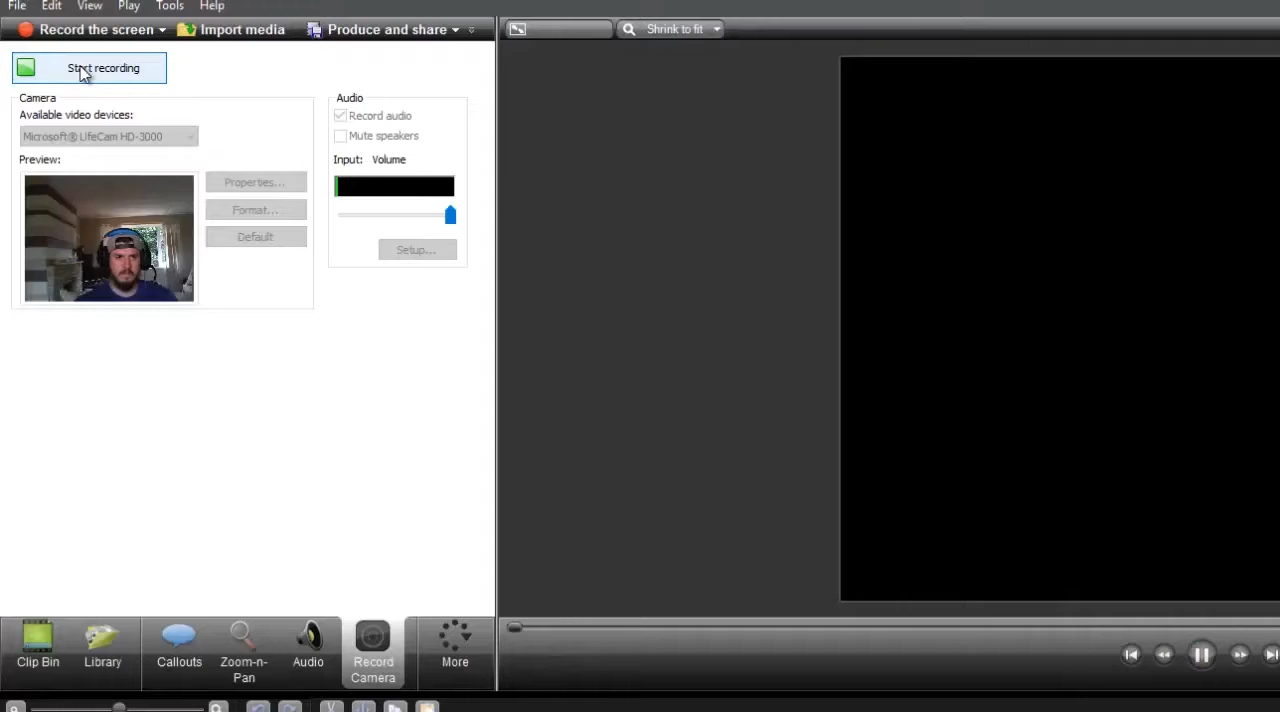 File Edit View Play Tools Help
Record the screen Import media Produce and share
Shrink to fit
Start recording
Camera
Available video devices:
Microsoft® LifeCam HD-3000
Preview:
Properties...
Format...
Default
Audio
Record audio
Mute speakers
Input: Volume
Setup...
Clip Bin
Library
Callouts
Zoom-n-
Pan
Audio
Record
Camera
More